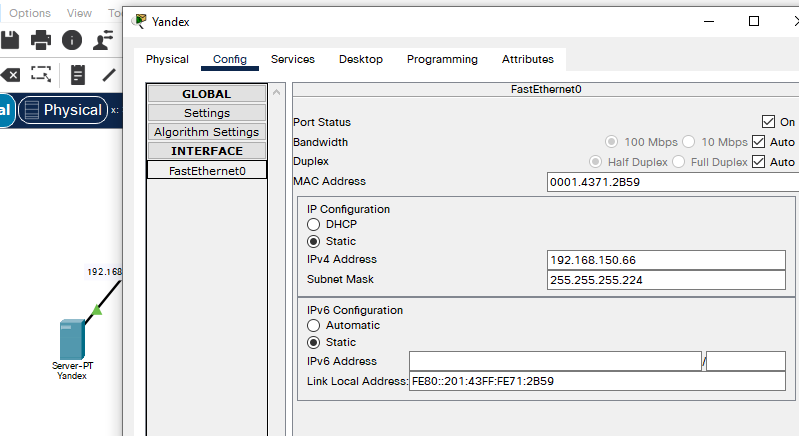 Options View To
Yandex
Physical Config Services Desktop Programming Attributes
al Physical x:
GLOBAL
Settings
Algorithm Settings
INTERFACE
FastEthernet0
FastEthernet0
Port Status On
Bandwidth 100 Mbps 10 Mbps Auto
Duplex Half Duplex Full Duplex Auto
MAC Address 0001.4371.2B59
IP Configuration
DHCP
Static
IPv4 Address 192.168.150.66
Subnet Mask 255.255.255.224
IPv6 Configuration
Automatic
Static
IPv6 Address /
Link Local Address: FE80::201:43FF:FE71:2B59
192.168
Server-PT
Yandex